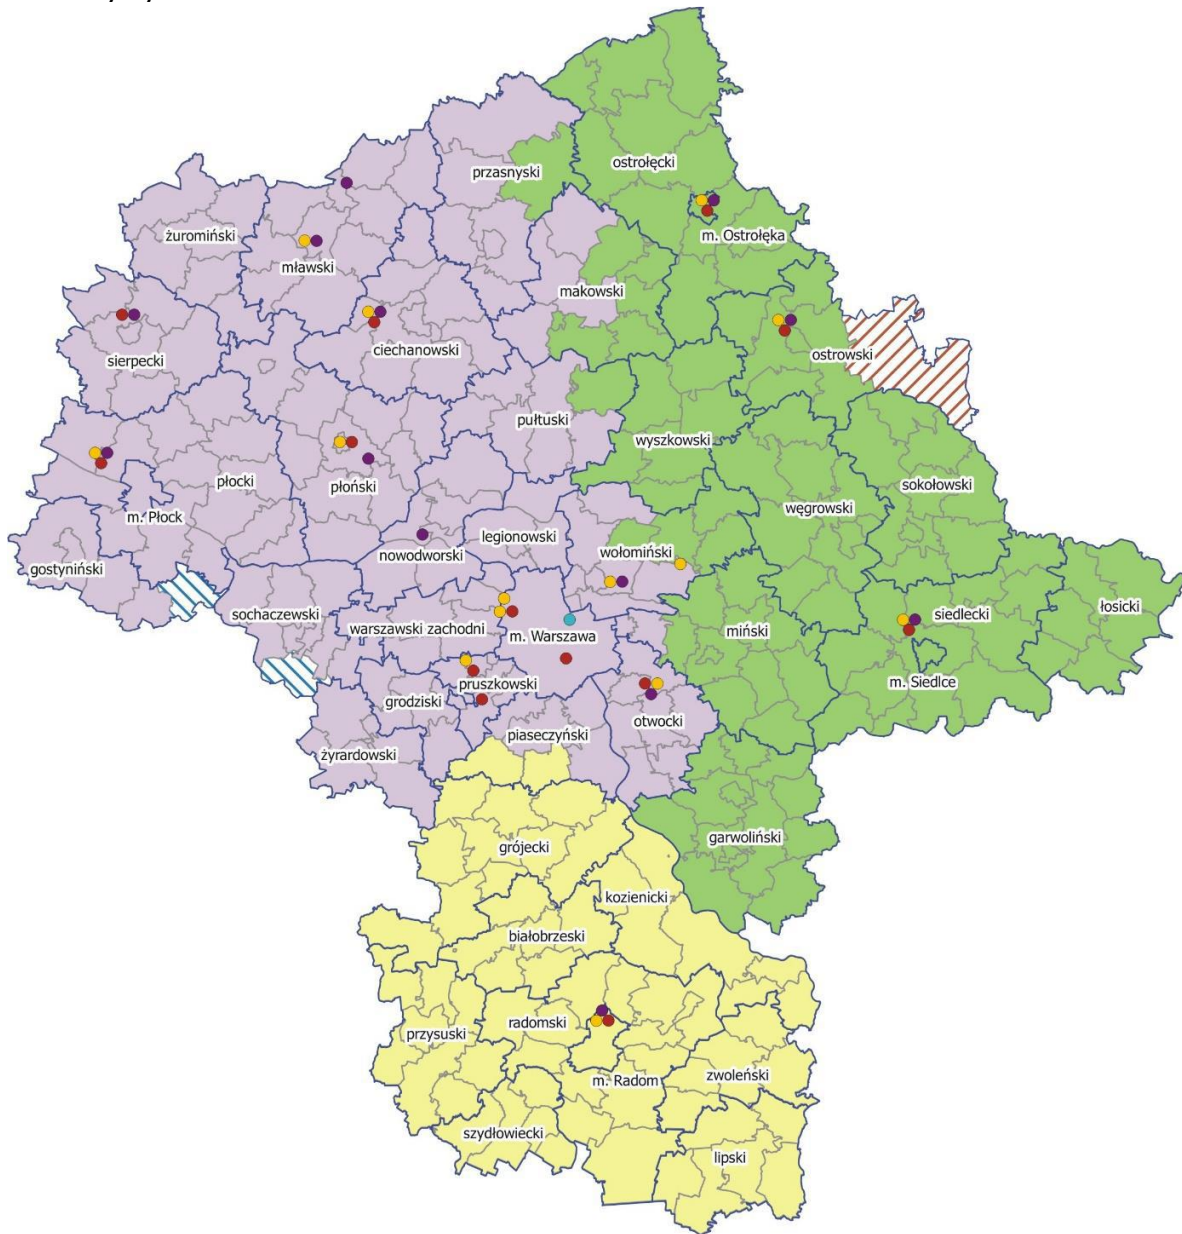 ostrołęcki
przasnyski
m. Ostrołęka
żuromiński
mławski
makowski
ciechanowski
ostrowski
sierpecki
pułtuski
wyszkowski
sokołowski
płocki
płoński
węgrowski
m. Płock
legionowski
nowodworski
wołomiński
gostyniński
sochaczewski
łosicki
siedlecki
warszawski zachodni
m. Warszawa
miński
m. Siedlce
pruszkowski
grodziski
otwocki
piaseczyński
żyrardowski
garwoliński
grójecki
kozienicki
białobrzeski
radomski
przysuski
m. Radom
zwoleński
szydłowiecki
lipski